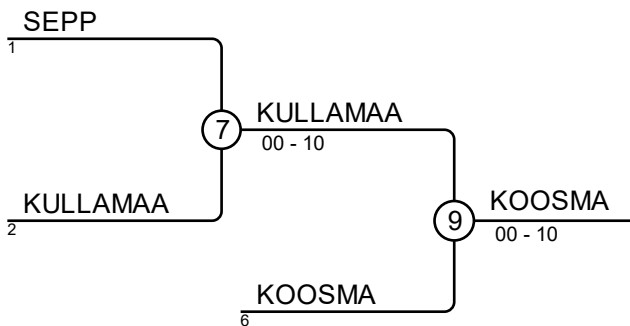 SEPP
1
7
KULLAMAA
00 - 10
KULLAMAA
2
9
KOOSMA
00 - 10
KOOSMA
6